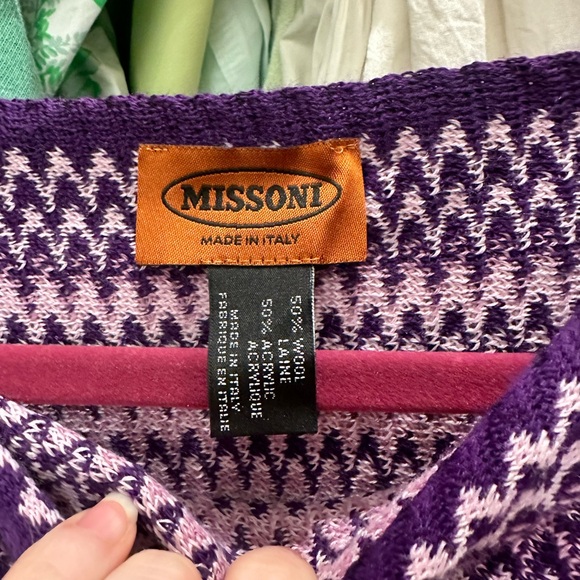 MISSONI
MADE IN ITALY
50% WOOL
LAINE
50% ACRYLIC
ACRYLIQUE
MADE IN ITALY
FABRIQUE EN ITALIE